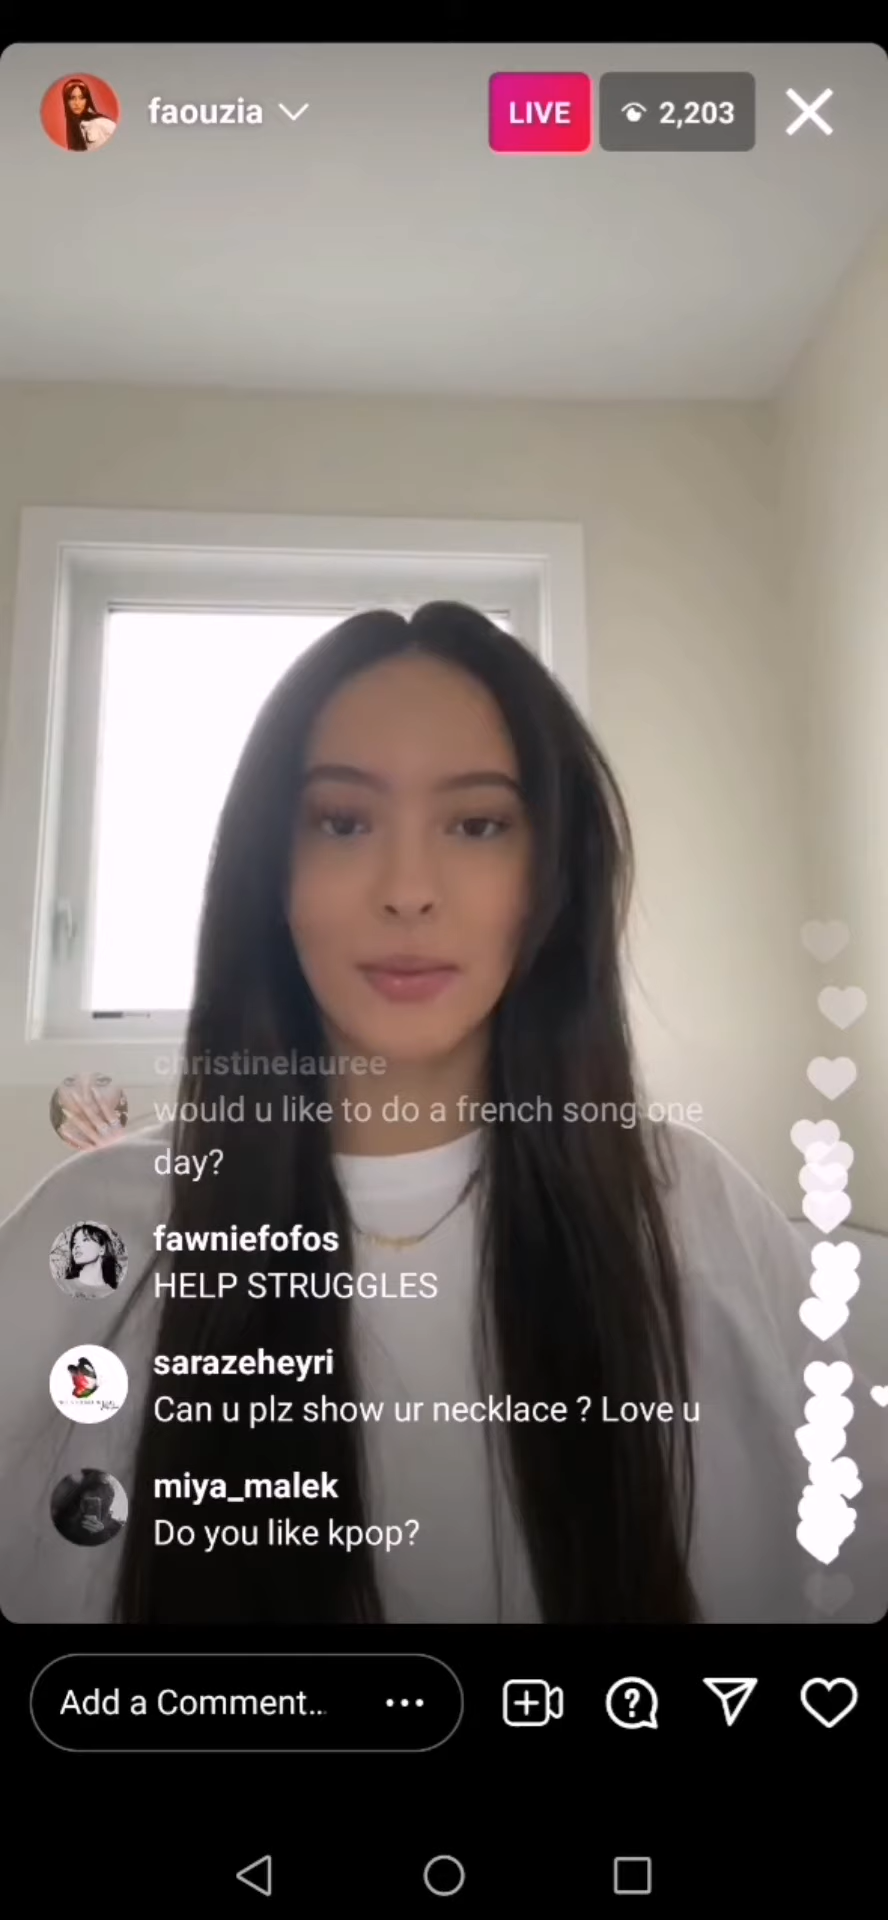 faouzia
LIVE
2,203
christinelauree
would u like to do a french song one
day?
fawniefofos
HELP STRUGGLES
sarazeheyri
Can u plz show ur necklace ? Love u
miya_malek
Do you like kpop?
Add a Comment...